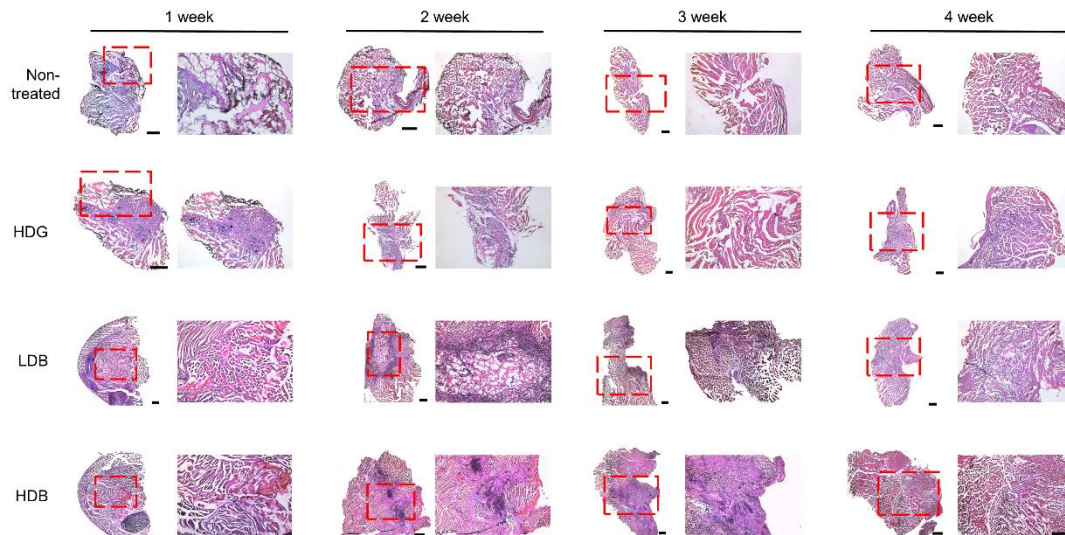 1 week 2 week 3 week 4 week
Non-
treated
HDG
LDB
HDB